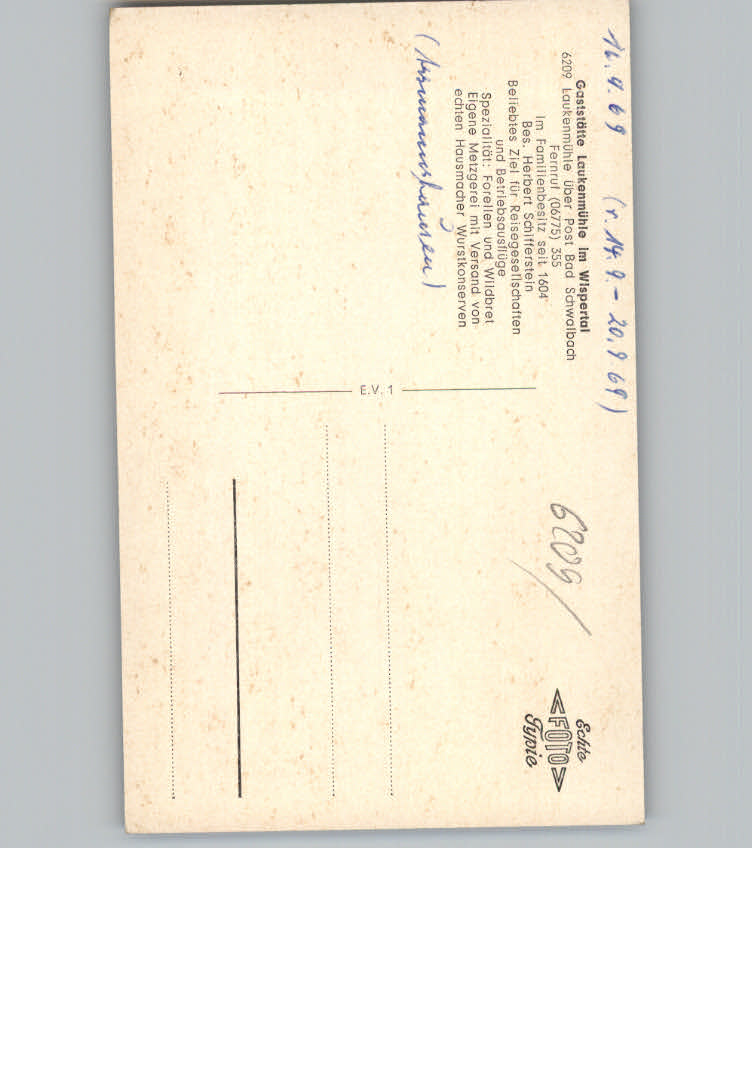 16.9.69 (v. 14.9. - 20.9.69)
Gaststätte Laukenmühle im Wispertal
6209 Laukenmühle über Post Bad Schwalbach
Fernruf (06775) 355
Im Familienbesitz seit 1604
Bes. Herbert Schifferstein
Beliebtes Ziel für Reisegesellschaften
und Betriebsausflüge
Spezialität: Forellen und Wildbret
Eigene Metzgerei mit Versand von
echten Hausmacher Wurstkonserven
E.V. 1
6209/
Echte
FOTO
Typie